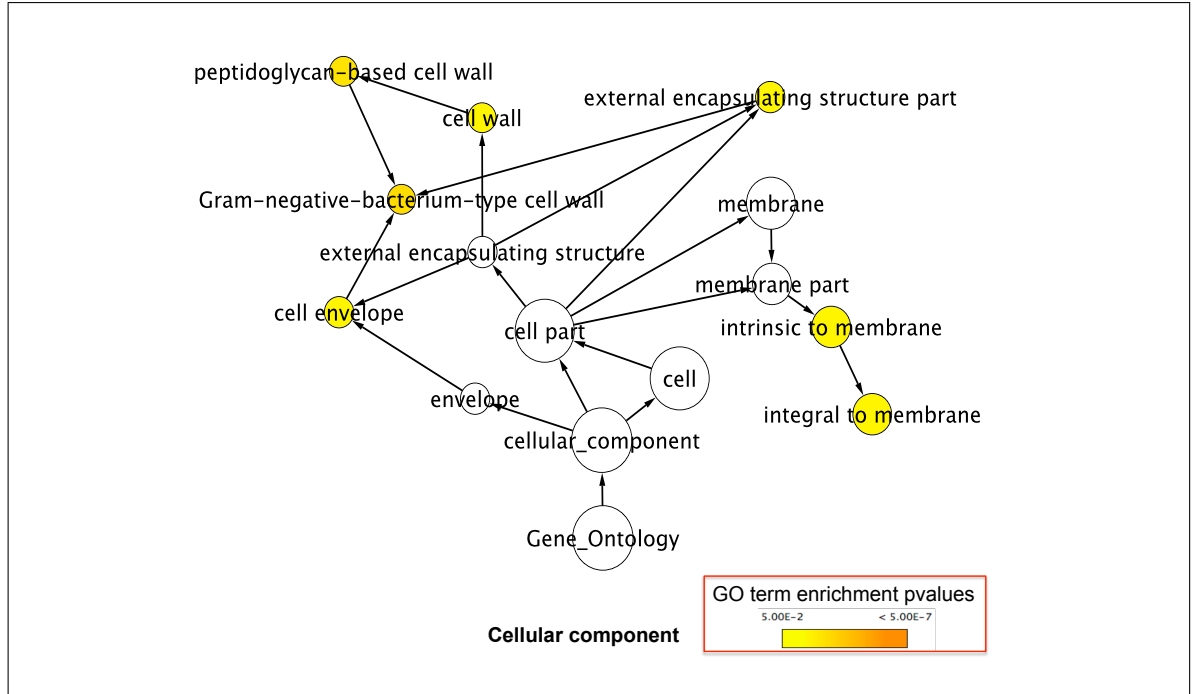 peptidoglycan-based cell wall
external encapsulating structure part
cell wall
Gram-negative-bacterium-type cell wall
membrane
external encapsulating structure
membrane part
cell envelope
cell part
intrinsic to membrane
cell
envelope
integral to membrane
cellular_component
Gene_Ontology
GO term enrichment pvalues
5.00E-2
< 5.00E-7
Cellular component